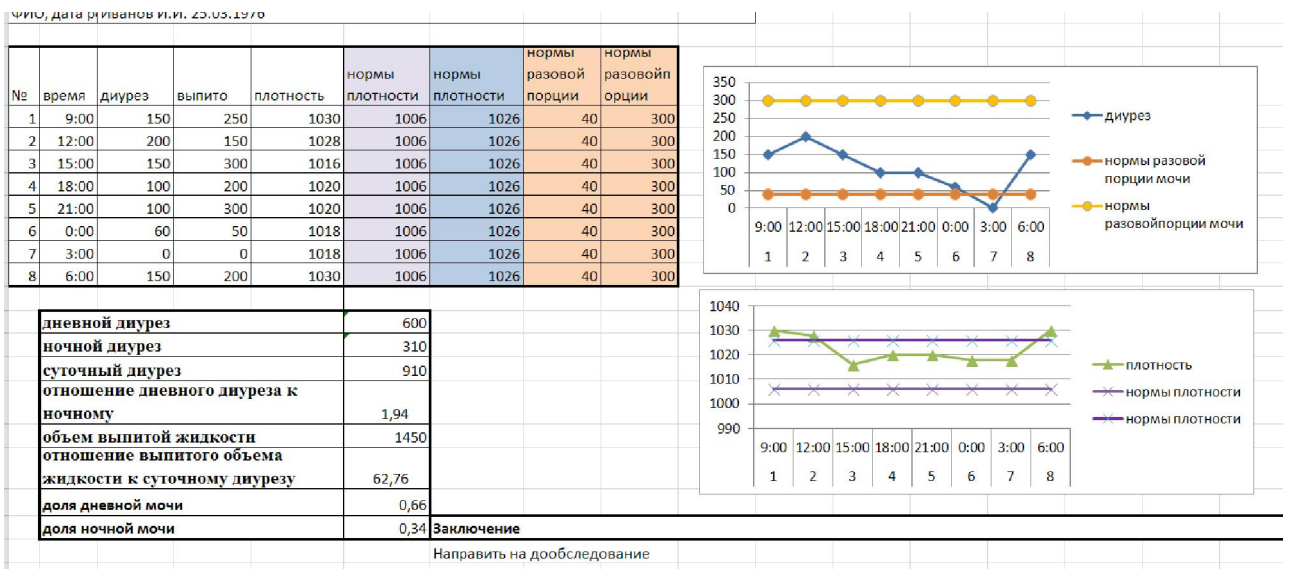 ФИО, дата р Иванов И.И. 25.03.1976
№ время диурез выпито плотность нормы плотности нормы плотности нормы разовой порции нормы разовойп орции
1 9:00 150 250 1030 1006 1026 40 300
2 12:00 200 150 1028 1006 1026 40 300
3 15:00 150 300 1016 1006 1026 40 300
4 18:00 100 200 1020 1006 1026 40 300
5 21:00 100 300 1020 1006 1026 40 300
6 0:00 60 50 1018 1006 1026 40 300
7 3:00 0 0 1018 1006 1026 40 300
8 6:00 150 200 1030 1006 1026 40 300
дневной диурез 600
ночной диурез 310
суточный диурез 910
отношение дневного диуреза к
ночному 1,94
объем выпитой жидкости 1450
отношение выпитого объема
жидкости к суточному диурезу 62,76
доля дневной мочи 0,66
доля ночной мочи 0,34 Заключение
Направить на дообследование
350
300
250
200
150
100
50
0
9:00 12:00 15:00 18:00 21:00 0:00 3:00 6:00
1 2 3 4 5 6 7 8
диурез
нормы разовой
порции мочи
нормы
разовойпорции мочи
1040
1030
1020
1010
1000
990
9:00 12:00 15:00 18:00 21:00 0:00 3:00 6:00
1 2 3 4 5 6 7 8
плотность
нормы плотности
нормы плотности